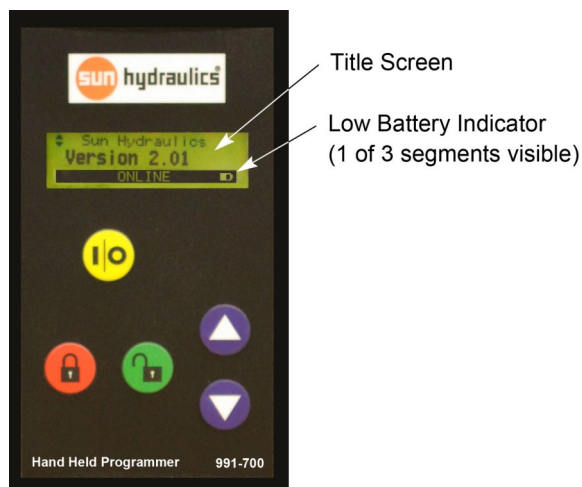 sun hydraulics®
Sun Hydraulics
Version 2.01
ONLINE
I|O
Hand Held Programmer 991-700
Title Screen
Low Battery Indicator
(1 of 3 segments visible)